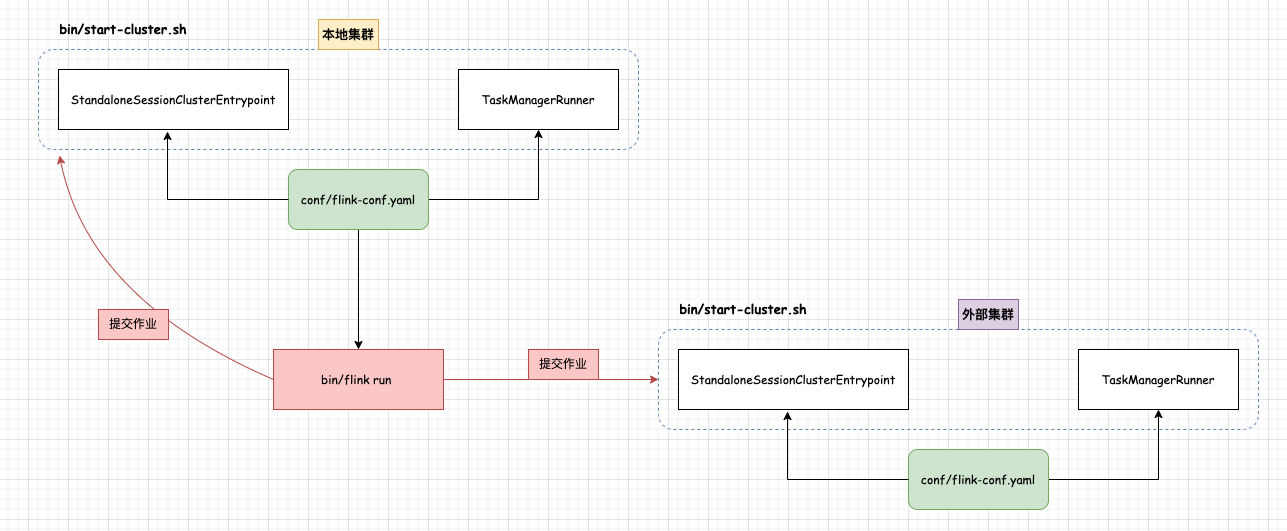 bin/start-cluster.sh
本地集群
StandaloneSessionClusterEntrypoint
TaskManagerRunner
conf/flink-conf.yaml
提交作业
bin/flink run
提交作业
bin/start-cluster.sh
外部集群
StandaloneSessionClusterEntrypoint
TaskManagerRunner
conf/flink-conf.yaml